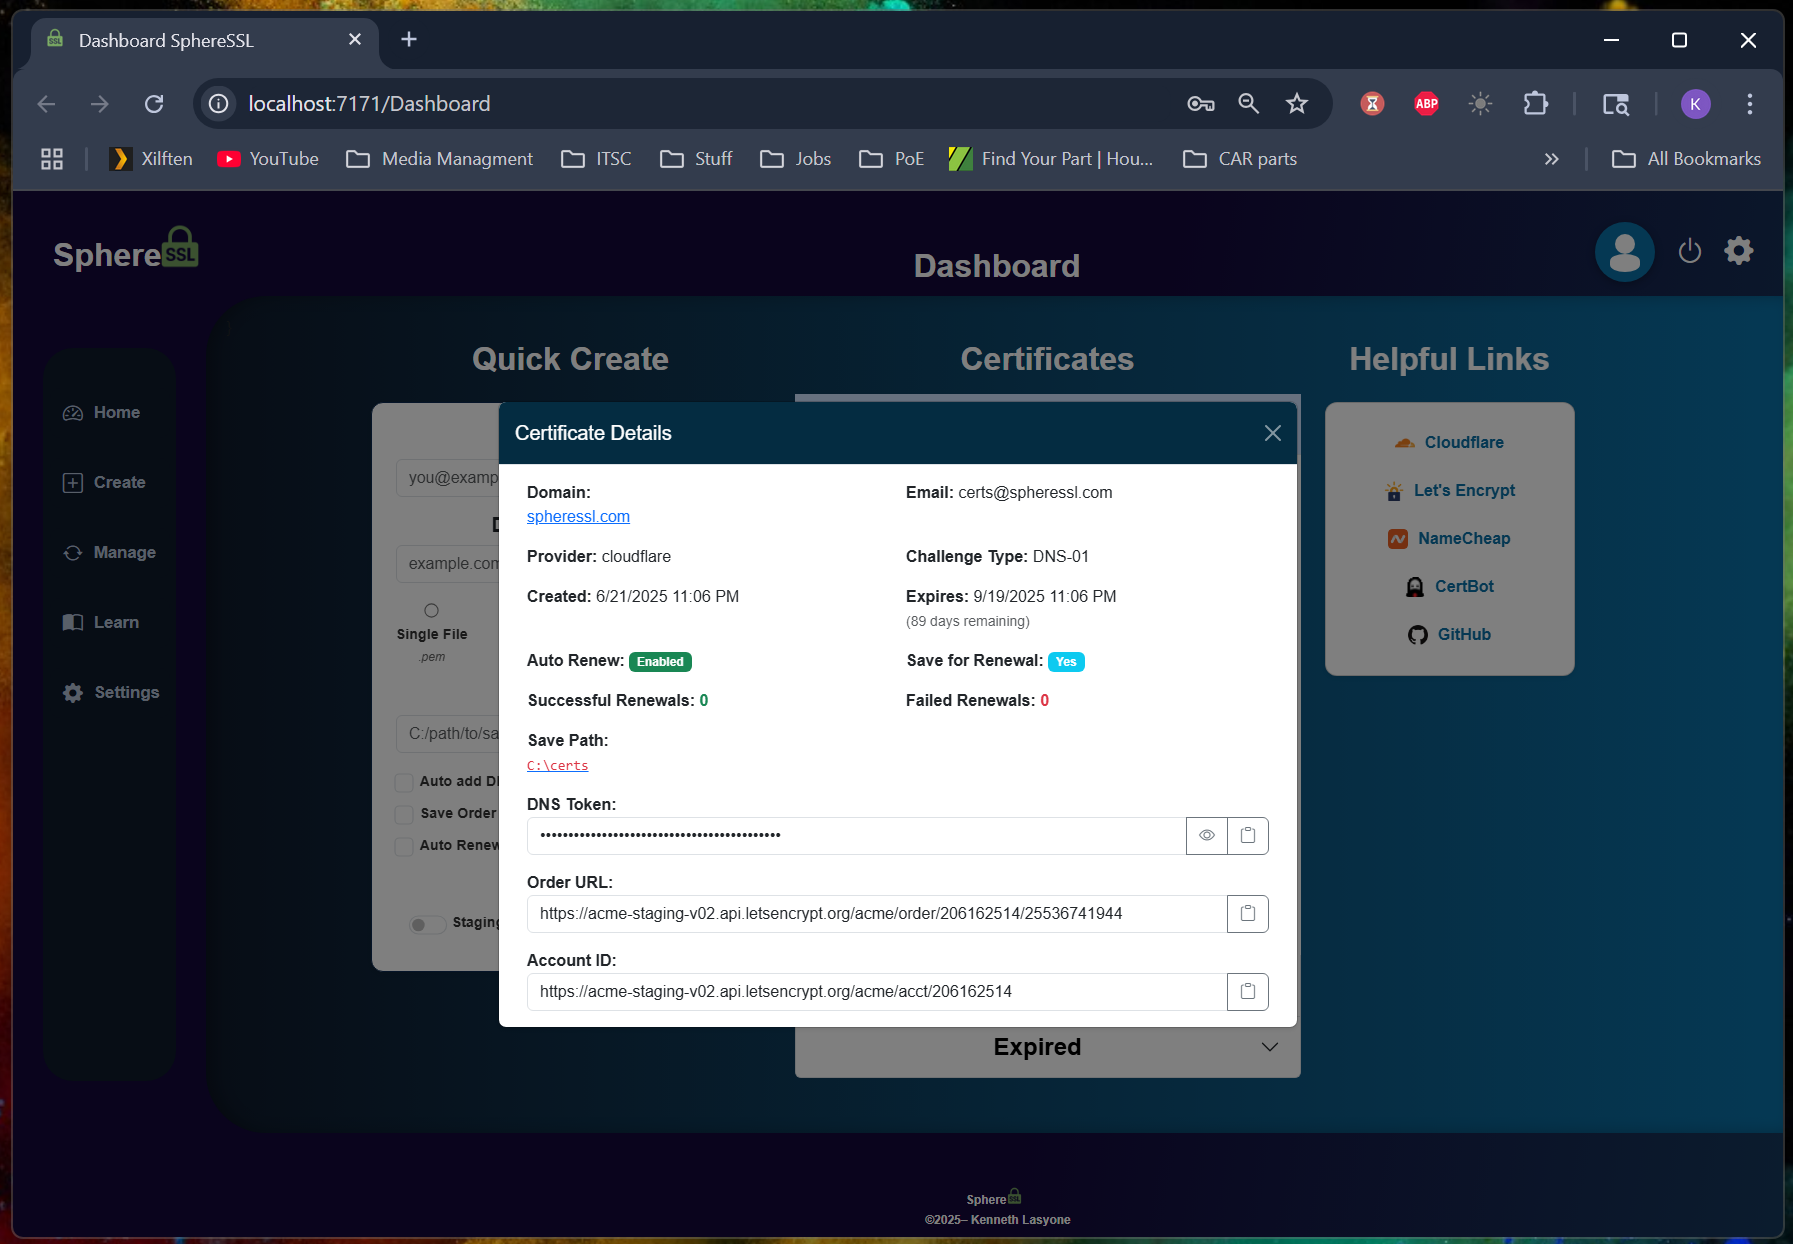 Dashboard SphereSSL
localhost:7171/Dashboard
ABP
K
Xilften
YouTube
Media Managment
ITSC
Stuff
Jobs
PoE
Find Your Part | Hou...
CAR parts
All Bookmarks
Sphere SSL
Dashboard
Home
Create
Manage
Learn
Settings
Quick Create
Certificates
Helpful Links
you@examp
example.com
Single File
.pem
C:/path/to/sa
Auto add D
Save Order
Auto Renew
Staging
Certificate Details
Domain:
spheressl.com
Email: certs@spheressl.com
Provider: cloudflare
Challenge Type: DNS-01
Created: 6/21/2025 11:06 PM
Expires: 9/19/2025 11:06 PM
(89 days remaining)
Auto Renew: Enabled
Save for Renewal: Yes
Successful Renewals: 0
Failed Renewals: 0
Save Path:
C:\certs
DNS Token:
•••••••••••••••••••••••••••••••••••••••••••
Order URL:
https://acme-staging-v02.api.letsencrypt.org/acme/order/206162514/25536741944
Account ID:
https://acme-staging-v02.api.letsencrypt.org/acme/acct/206162514
Expired
Cloudflare
Let's Encrypt
NameCheap
CertBot
GitHub
Sphere SSL
©2025– Kenneth Lasyone